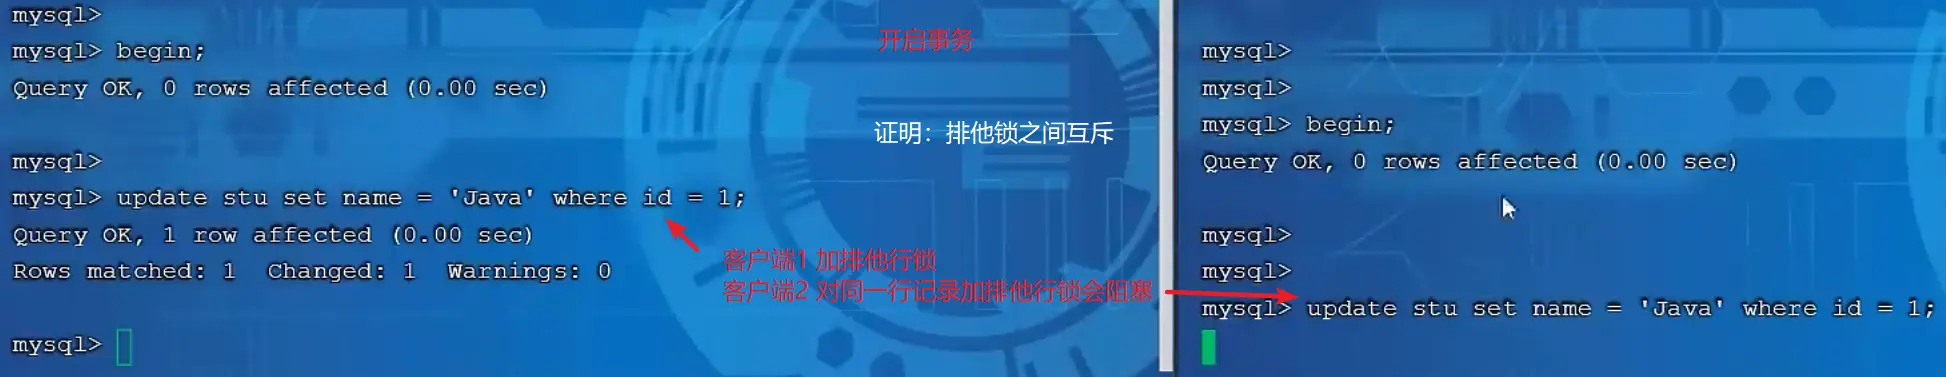 mysql>
mysql> begin;
Query OK, 0 rows affected (0.00 sec)
mysql>
mysql> update stu set name = 'Java' where id = 1;
Query OK, 1 row affected (0.00 sec)
Rows matched: 1  Changed: 1  Warnings: 0
mysql>
开启事务
证明：排他锁之间互斥
客户端1 加排他行锁
客户端2 对同一行记录加排他行锁会阻塞
mysql>
mysql>
mysql> begin;
Query OK, 0 rows affected (0.00 sec)
mysql>
mysql>
mysql> update stu set name = 'Java' where id = 1;